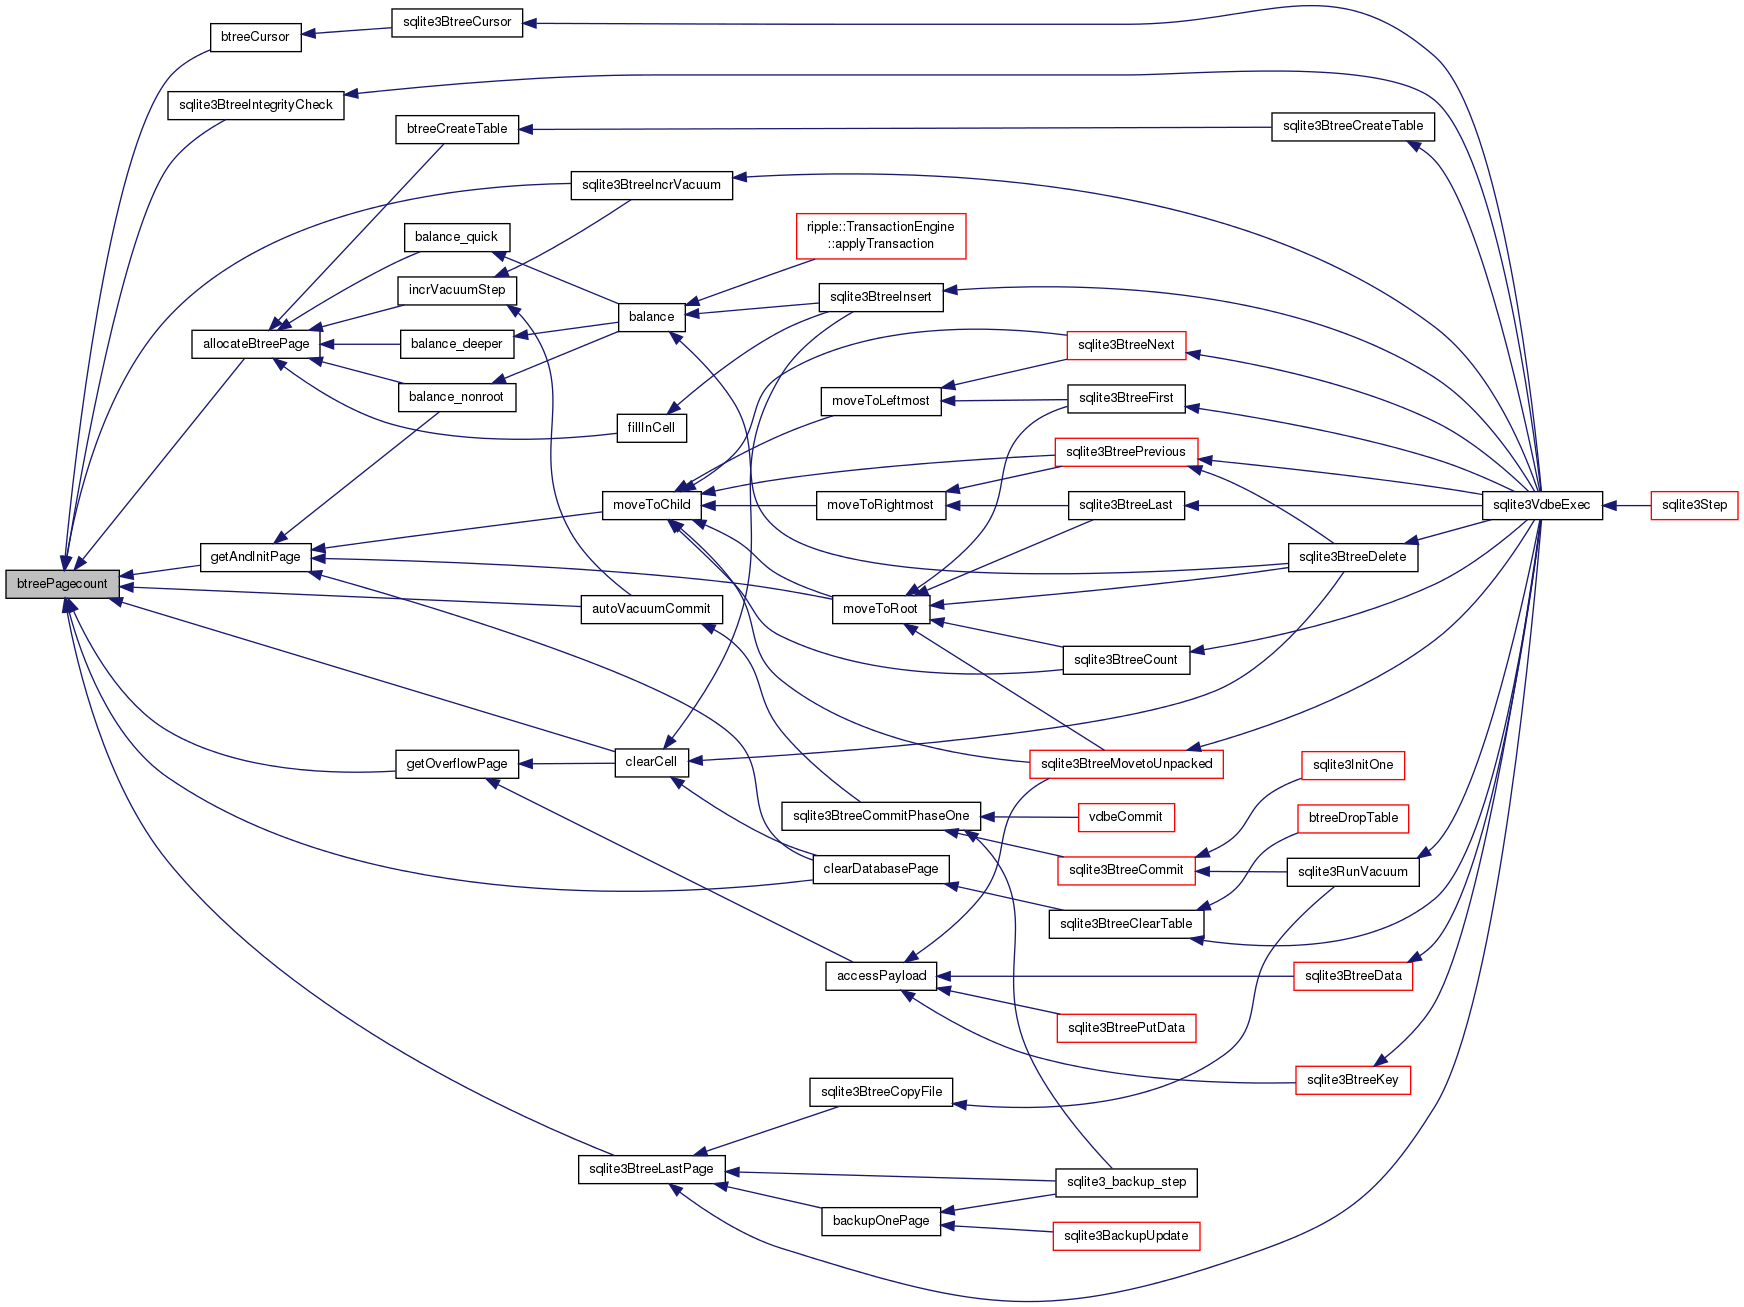 sqlite3BtreeCursor
btreeCursor
sqlite3BtreeIntegrityCheck
btreeCreateTable
sqlite3BtreeCreateTable
sqlite3BtreeIncrVacuum
ripple::TransactionEngine
::applyTransaction
balance_quick
incrVacuumStep
sqlite3BtreeInsert
balance
allocateBtreePage
balance_deeper
sqlite3BtreeNext
balance_nonroot
moveToLeftmost
sqlite3BtreeFirst
fillInCell
sqlite3BtreePrevious
moveToChild
moveToRightmost
sqlite3BtreeLast
sqlite3VdbeExec
sqlite3Step
getAndInitPage
sqlite3BtreeDelete
btreePagecount
autoVacuumCommit
moveToRoot
sqlite3BtreeCount
getOverflowPage
clearCell
sqlite3BtreeMovetoUnpacked
sqlite3InitOne
sqlite3BtreeCommitPhaseOne
vdbeCommit
btreeDropTable
clearDatabasePage
sqlite3BtreeCommit
sqlite3RunVacuum
sqlite3BtreeClearTable
accessPayload
sqlite3BtreeData
sqlite3BtreePutData
sqlite3BtreeKey
sqlite3BtreeCopyFile
sqlite3BtreeLastPage
sqlite3_backup_step
backupOnePage
sqlite3BackupUpdate